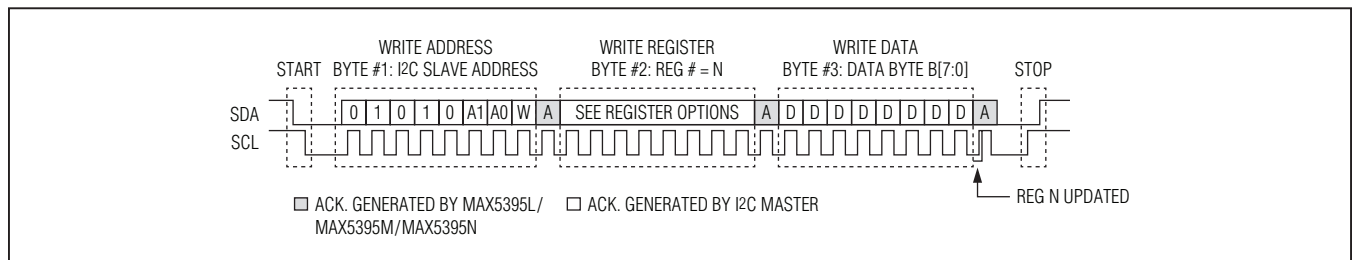 WRITE ADDRESS
BYTE #1: I2C SLAVE ADDRESS
WRITE REGISTER
BYTE #2: REG # = N
WRITE DATA
BYTE #3: DATA BYTE B[7:0]
START
STOP
SDA
0 1 0 1 0 A1 A0 W A SEE REGISTER OPTIONS A D D D D D D D D A
SCL
REG N UPDATED
ACK. GENERATED BY MAX5395L/
MAX5395M/MAX5395N
ACK. GENERATED BY I2C MASTER